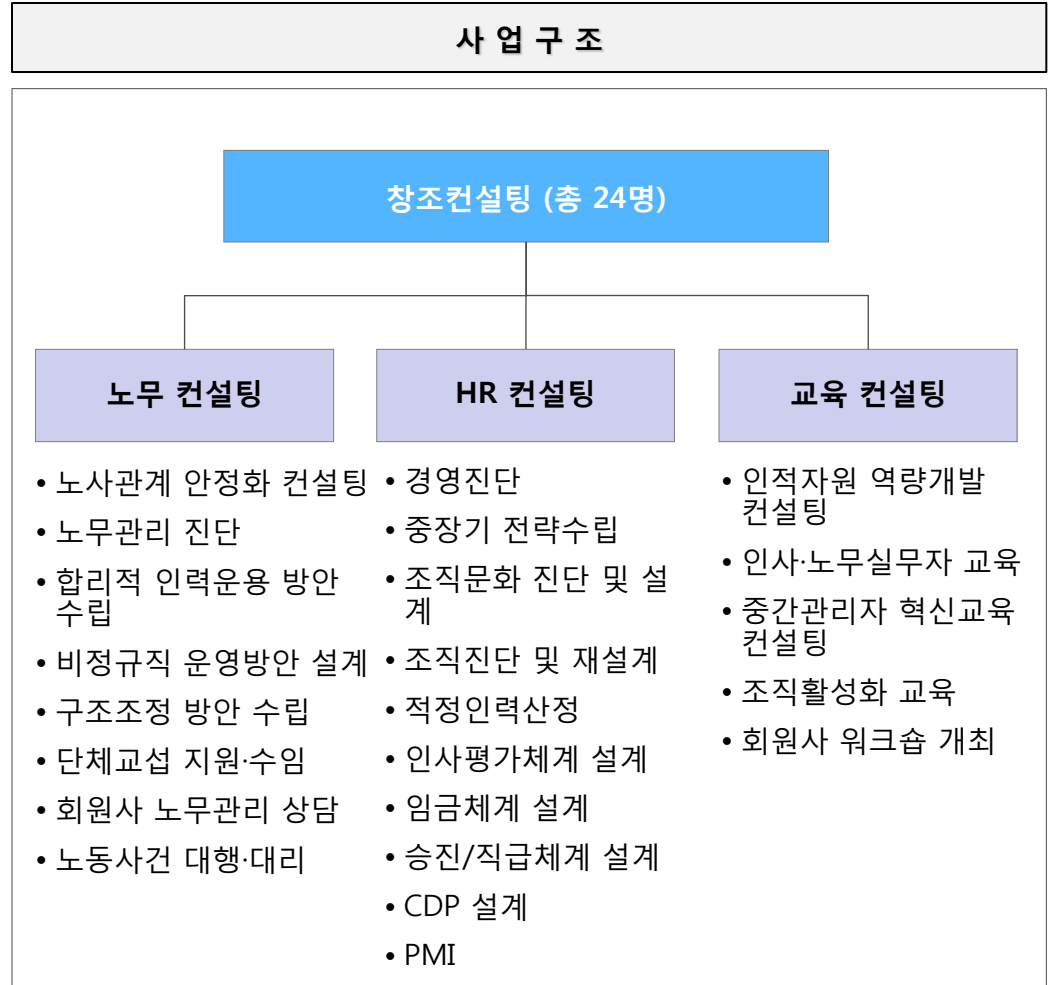 사 업 구 조
창조컨설팅 (총 24명)
노무 컨설팅
• 노사관계 안정화 컨설팅
• 노무관리 진단
• 합리적 인력운용 방안
수립
• 비정규직 운영방안 설계
• 구조조정 방안 수립
• 단체교섭 지원·수임
• 회원사 노무관리 상담
• 노동사건 대행·대리
HR 컨설팅
• 경영진단
• 중장기 전략수립
• 조직문화 진단 및 설
계
• 조직진단 및 재설계
• 적정인력산정
• 인사평가체계 설계
• 임금체계 설계
• 승진/직급체계 설계
• CDP 설계
• PMI
교육 컨설팅
• 인적자원 역량개발
컨설팅
• 인사·노무실무자 교육
• 중간관리자 혁신교육
컨설팅
• 조직활성화 교육
• 회원사 워크숍 개최